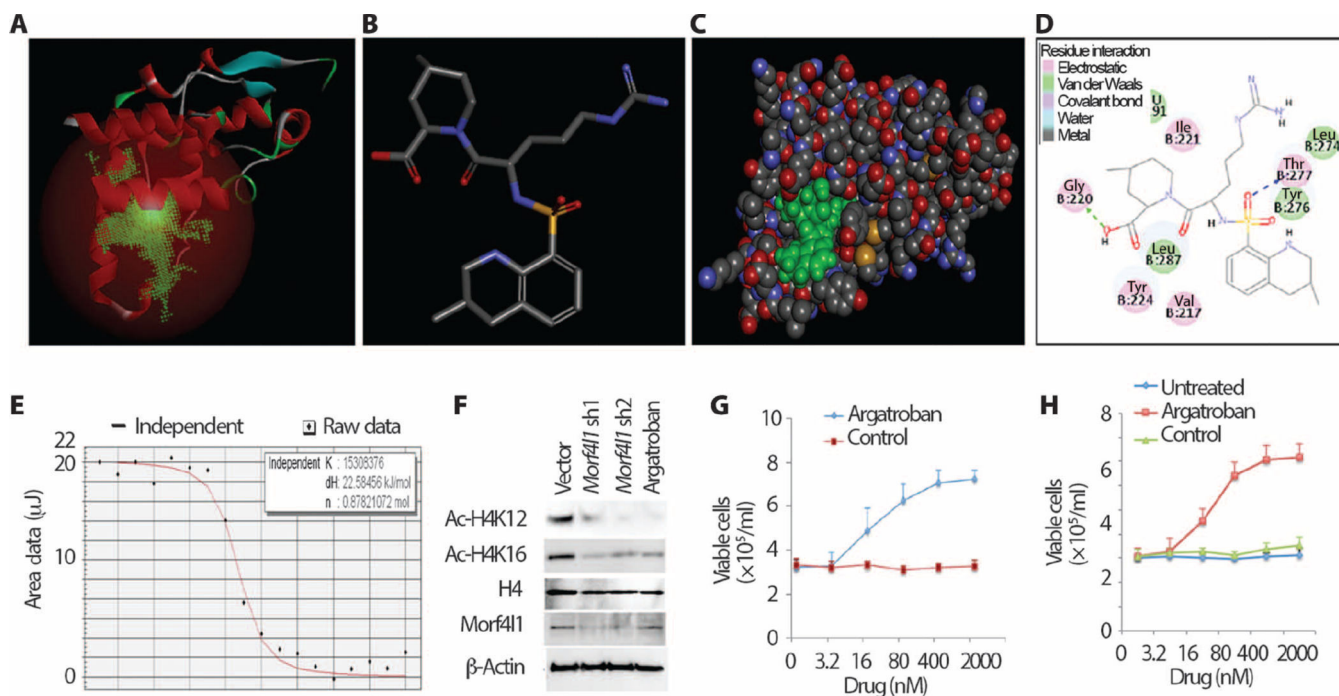 A
B
C
D
Residue interaction
Electrostatic
Van der Waals
Covalant bond
Water
Metal
U
91
Ile
B:221
Leu
B:274
Thr
B:277
Tyr
B:276
Gly
B:220
Leu
B:287
Tyr
B:224
Val
B:217
N
N
H
N
H
O
O
O
O
O
H
N
H
N
S
H
N
E
Independent
Raw data
22
20
10
0
Area data (μJ)
Independent K : 15308376
dH: 22.58456 kJ/mol
n : 0.87821072 mol
F
Vector
Morf4l1 sh1
Morf4l1 sh2
Argatroban
Ac-H4K12
Ac-H4K16
H4
Morf4l1
β-Actin
G
Argatroban
Control
10
8
6
4
2
0
Viable cells
(×10⁵/ml)
0 3.2 16 80 400 2000
Drug (nM)
H
Untreated
Argatroban
Control
8
6
4
2
0
Viable cells
(×10⁵/ml)
0 3.2 16 80 400 2000
Drug (nM)